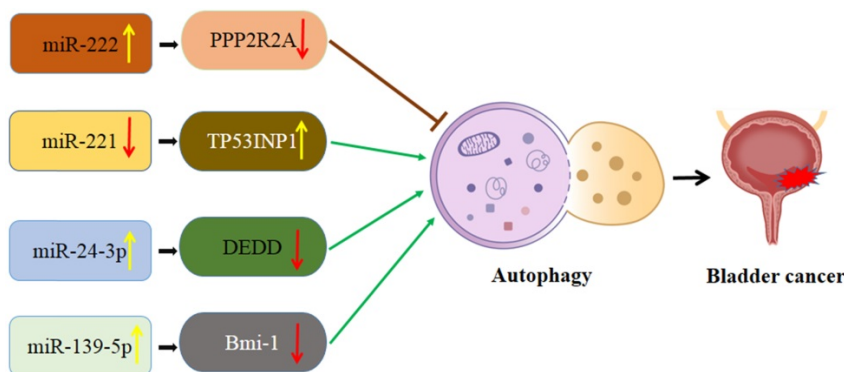 miR-222
PPP2R2A
miR-221
TP53INP1
miR-24-3p
DEDD
miR-139-5p
Bmi-1
Autophagy
Bladder cancer